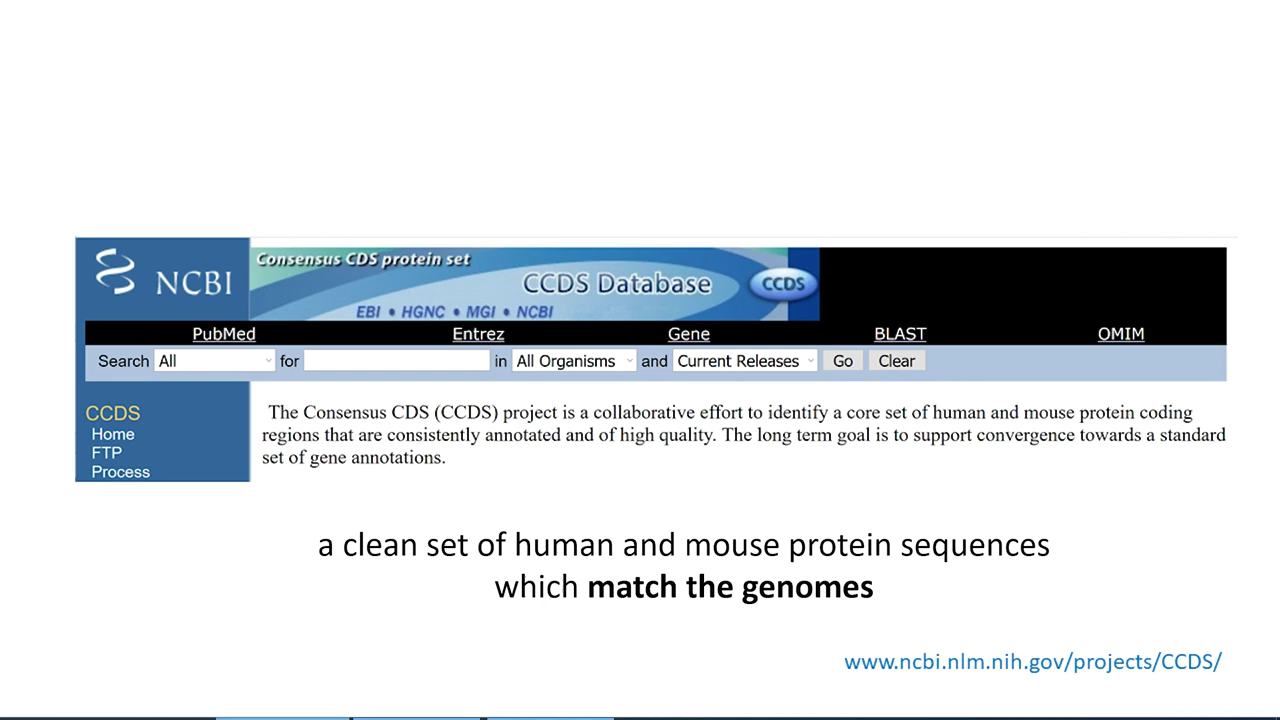 Consensus CDS protein set
NCBI
CCDS Database
CCDS
EBI • HGNC • MGI • NCBI
PubMed Entrez Gene BLAST OMIM
Search All for in All Organisms and Current Releases Go Clear
CCDS
Home
FTP
Process
The Consensus CDS (CCDS) project is a collaborative effort to identify a core set of human and mouse protein coding
regions that are consistently annotated and of high quality. The long term goal is to support convergence towards a standard
set of gene annotations.
a clean set of human and mouse protein sequences
which match the genomes
www.ncbi.nlm.nih.gov/projects/CCDS/